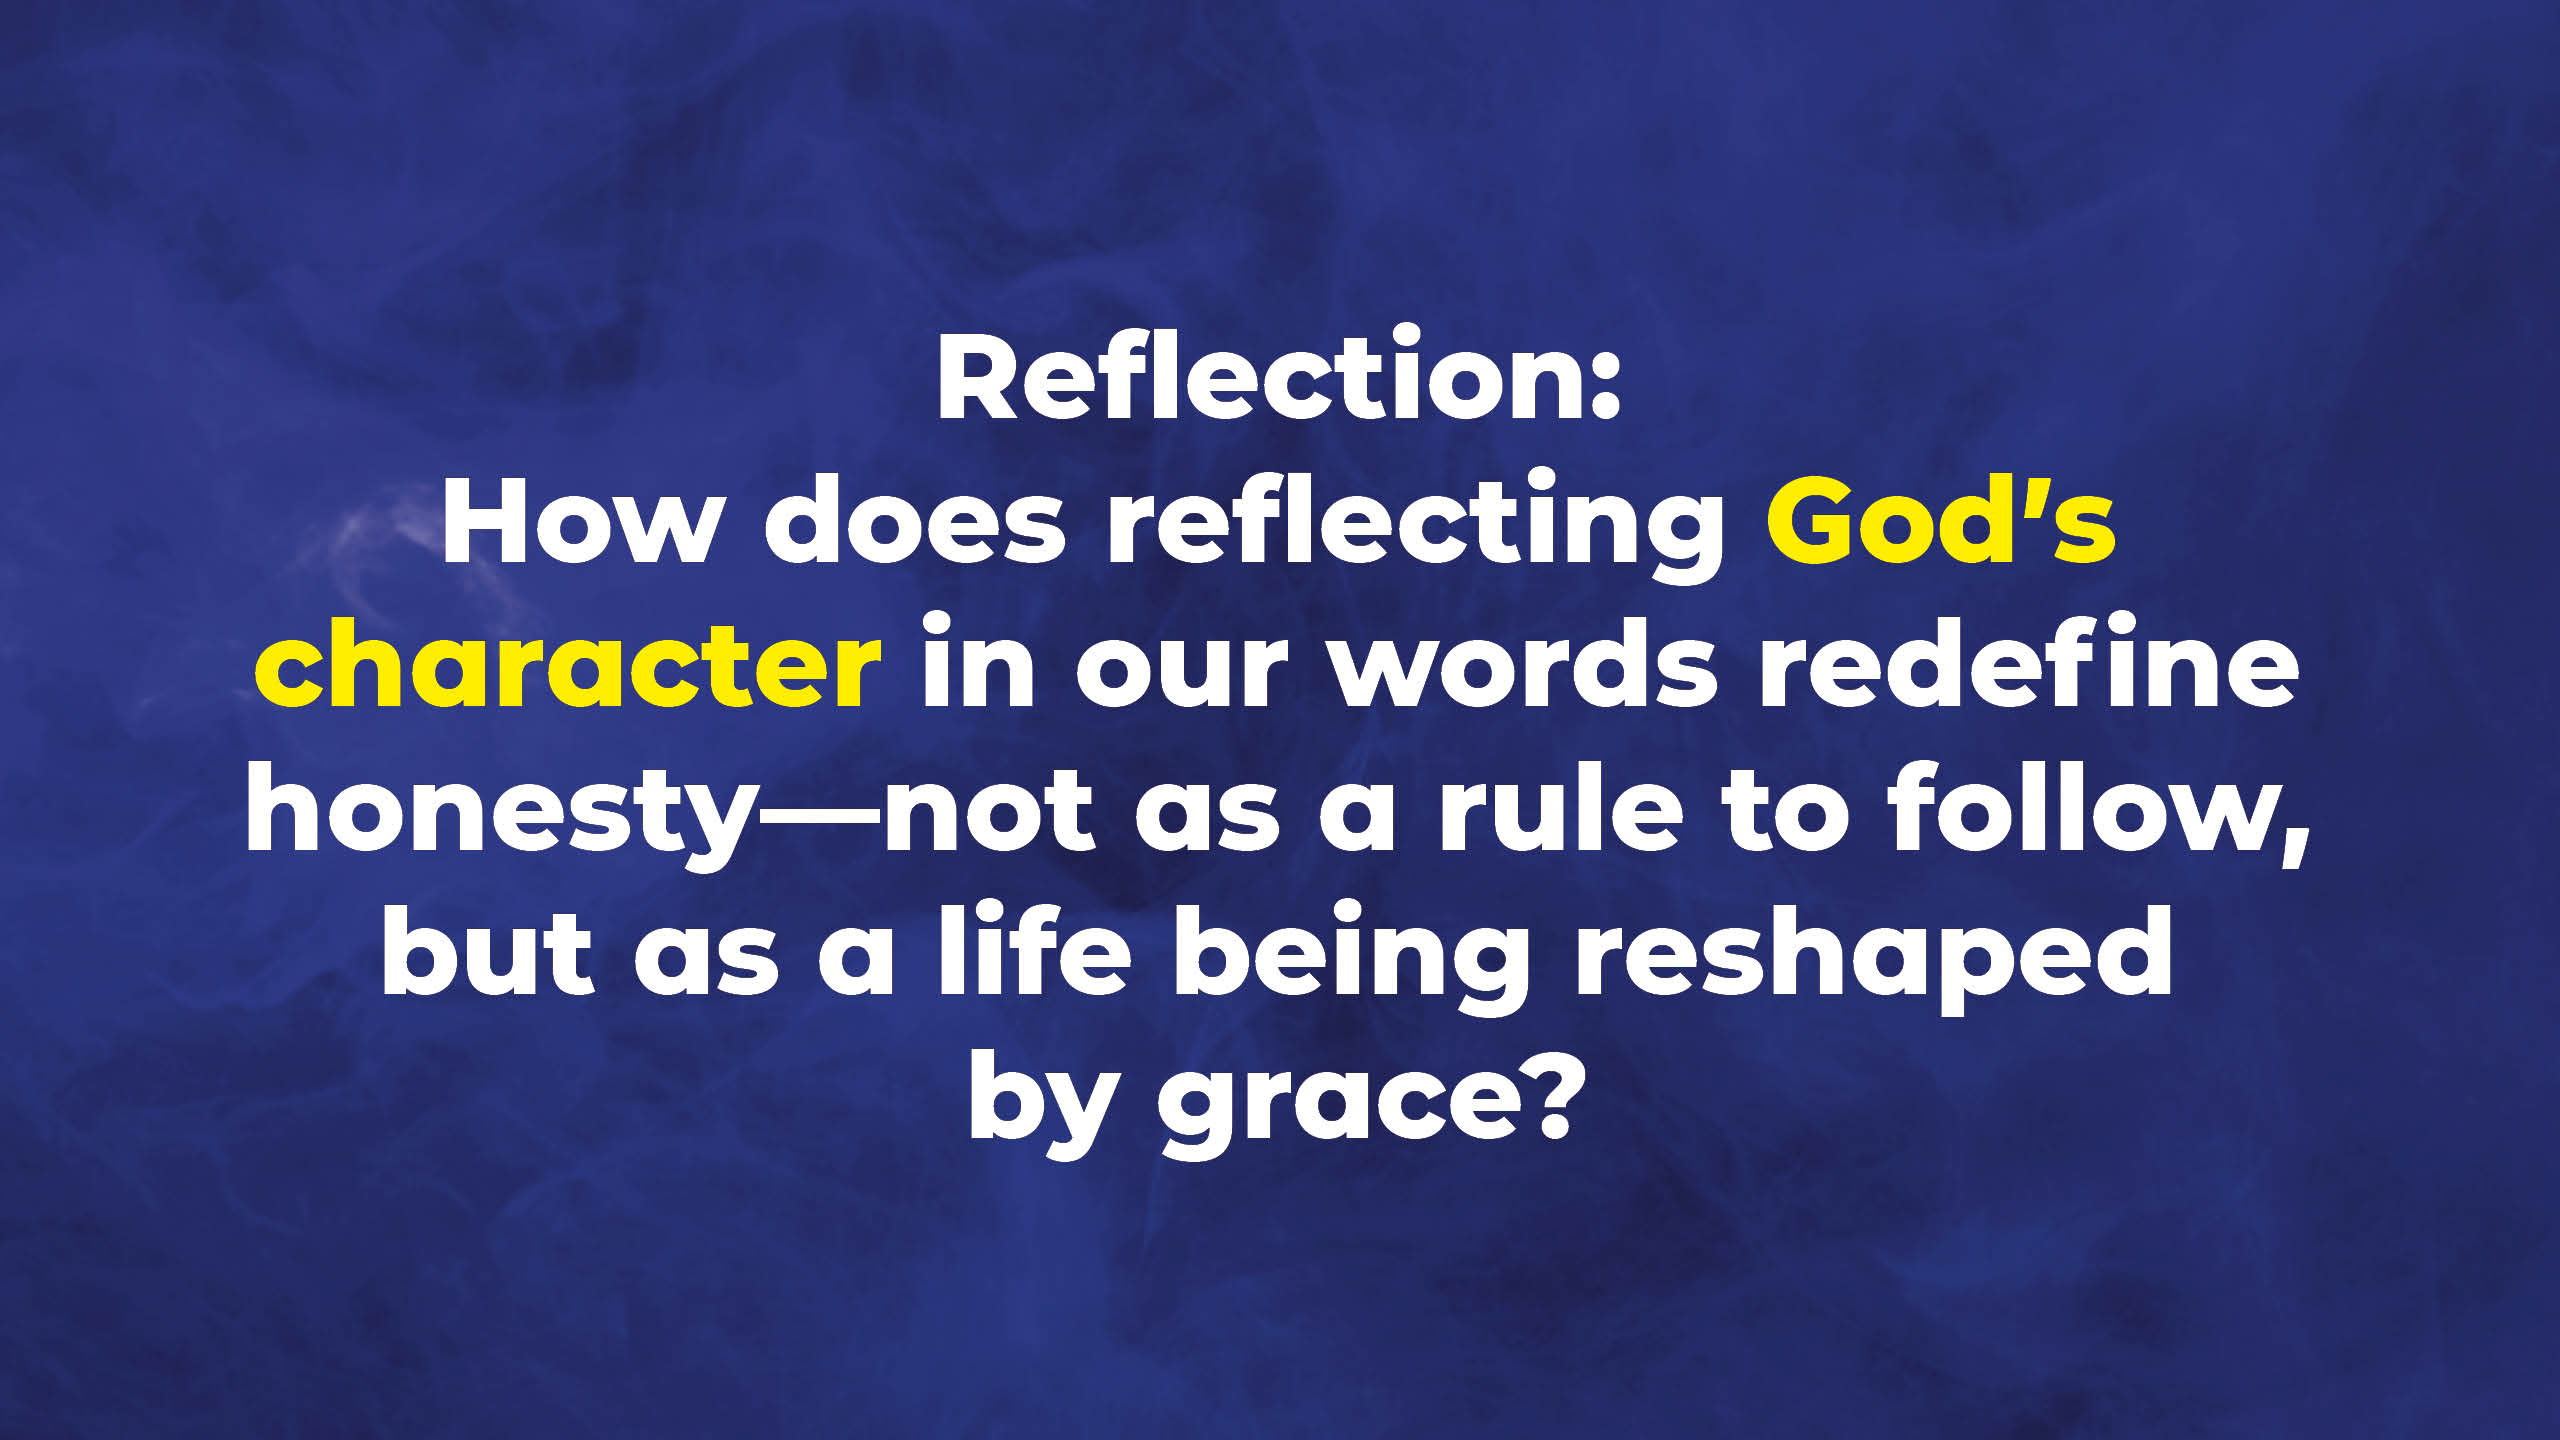 Reflection:
How does reflecting God's
character in our words redefine
honesty—not as a rule to follow,
but as a life being reshaped
by grace?